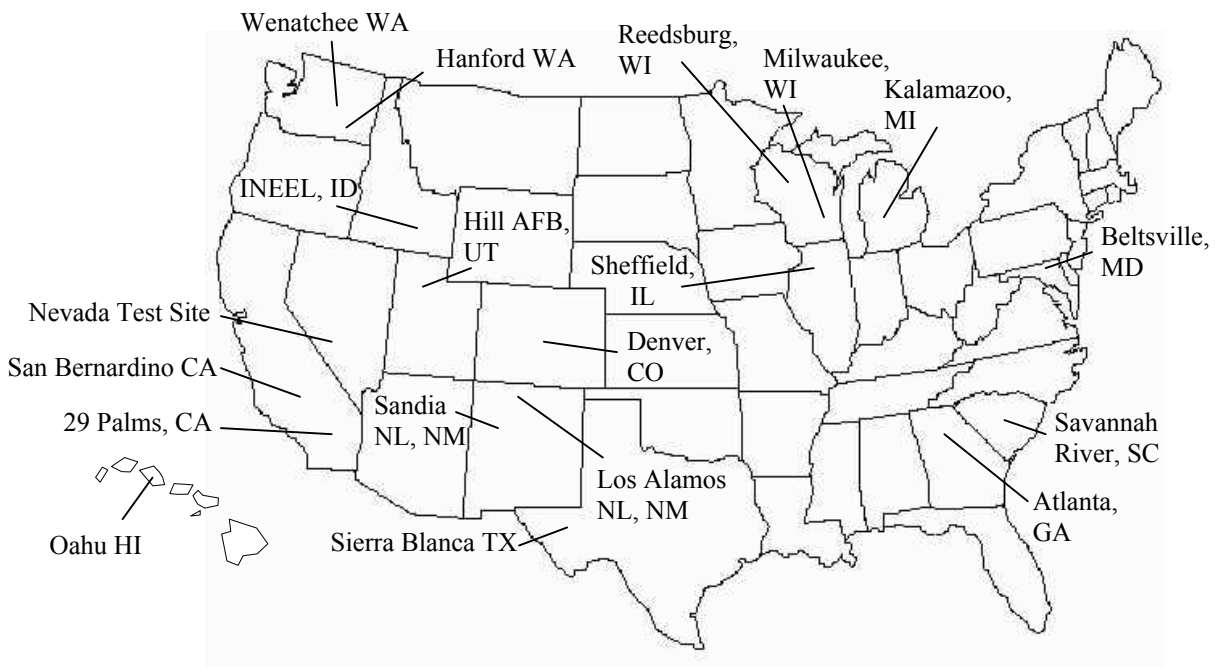 Wenatchee WA
Hanford WA
Reedsburg,
WI
Milwaukee,
WI
Kalamazoo,
MI
INEEL, ID
Hill AFB,
UT
Sheffield,
IL
Beltsville,
MD
Nevada Test Site
San Bernardino CA
Denver,
CO
29 Palms, CA
Sandia
NL, NM
Savannah
River, SC
Los Alamos
NL, NM
Atlanta,
GA
Oahu HI
Sierra Blanca TX